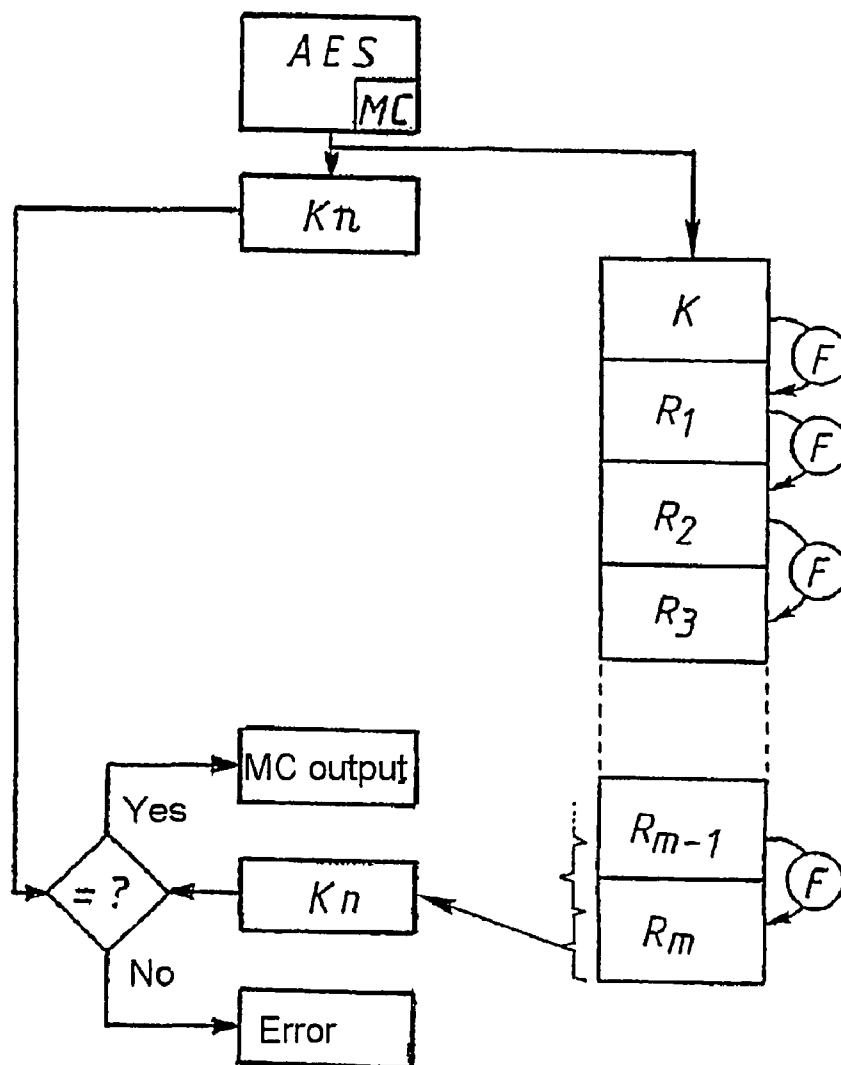 AES
MC
Kn
K
F
R1
F
R2
F
R3
MC output
Yes
Rm-1
F
= ?
Kn
Rm
No
Error